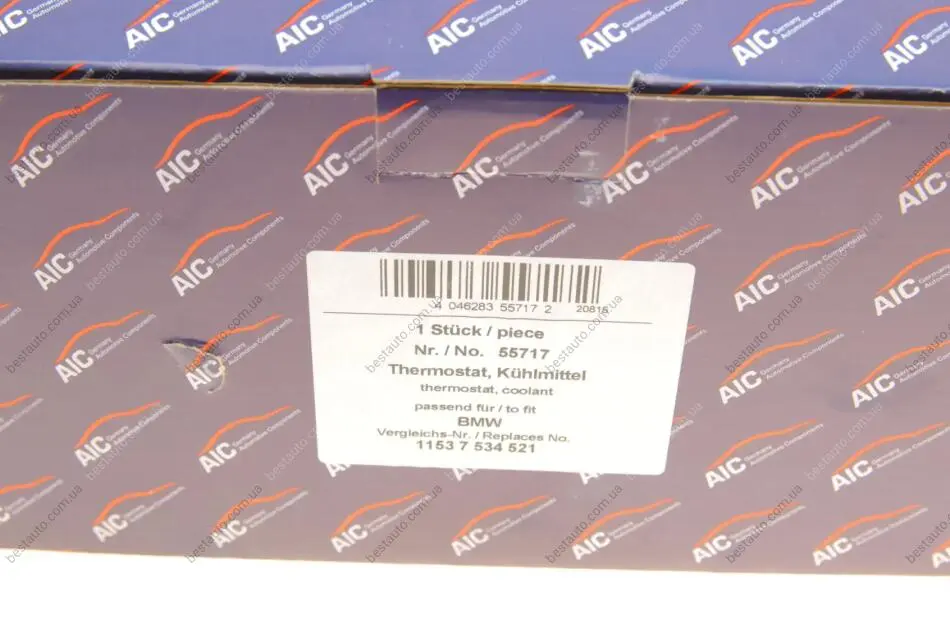 AIC Germany Automotive Components
bestauto.com.ua
4 046283 55717 2 20815
1 Stück / piece
Nr. / No. 55717
Thermostat, Kühlmittel
thermostat, coolant
passend für / to fit
BMW
Vergleichs-Nr. / Replaces No.
1153 7 534 521